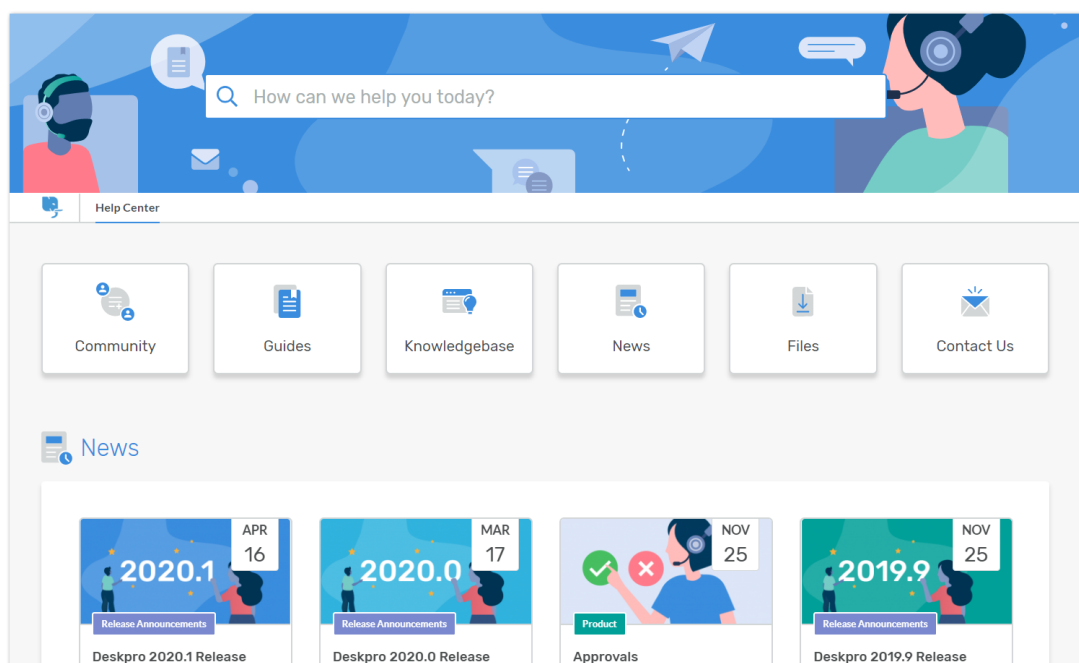 How can we help you today?
Help Center
Community
Guides
Knowledgebase
News
Files
Contact Us
News
APR
16
2020.1
Release Announcements
Deskpro 2020.1 Release
MAR
17
2020.0
Release Announcements
Deskpro 2020.0 Release
NOV
25
Product
Approvals
NOV
25
2019.9
Release Announcements
Deskpro 2019.9 Release